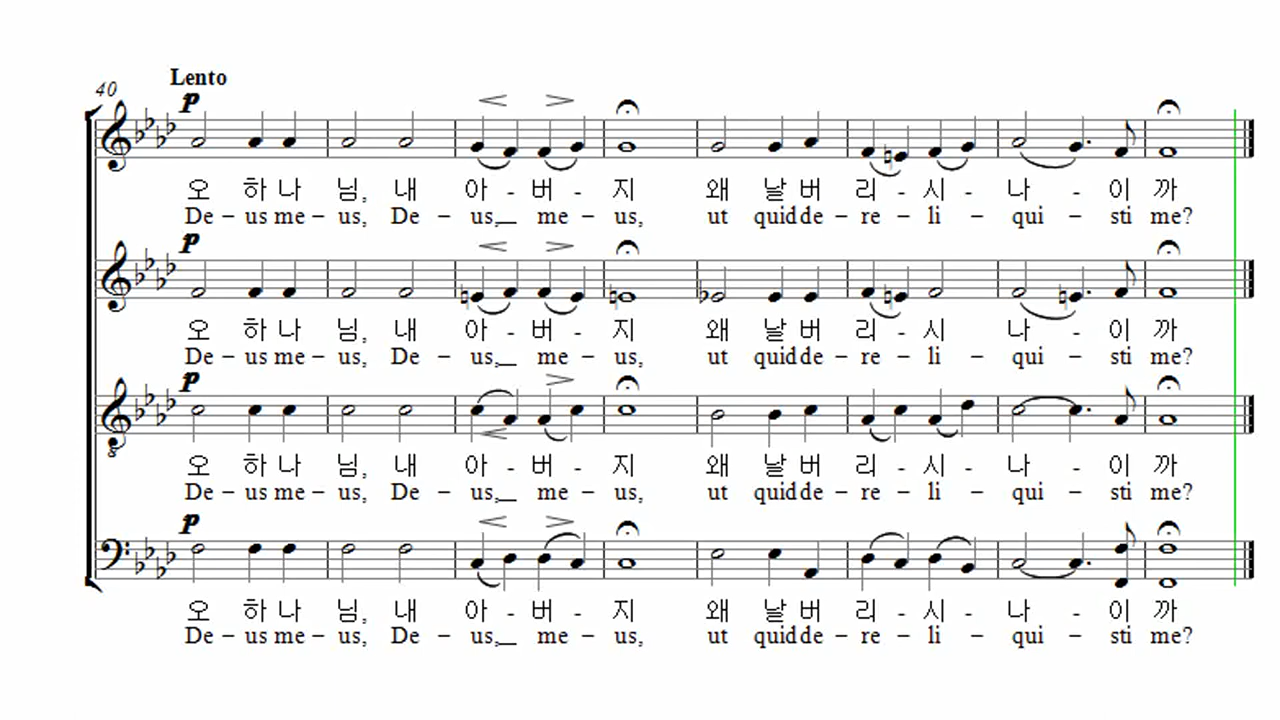 Lento
40
p
오 하 나 님, 내 아 - 버 - 지 왜 날 버 리 - 시 - 나 - 이 까
De – us me – us, De – us,__ me – us, ut quid de – re – li – qui – sti me?
p
오 하 나 님, 내 아 - 버 - 지 왜 날 버 리 - 시 나 - 이 까
De – us me – us, De – us,__ me – us, ut quid de – re – li – qui – sti me?
p
8
오 하 나 님, 내 아 - 버 - 지 왜 날 버 리 - 시 - 나 - 이 까
De – us me – us, De – us,__ me – us, ut quid de – re – li – qui – sti me?
p
오 하 나 님, 내 아 - 버 - 지 왜 날 버 리 - 시 - 나 - 이 까
De – us me – us, De – us,__ me – us, ut quid de – re – li – qui – sti me?